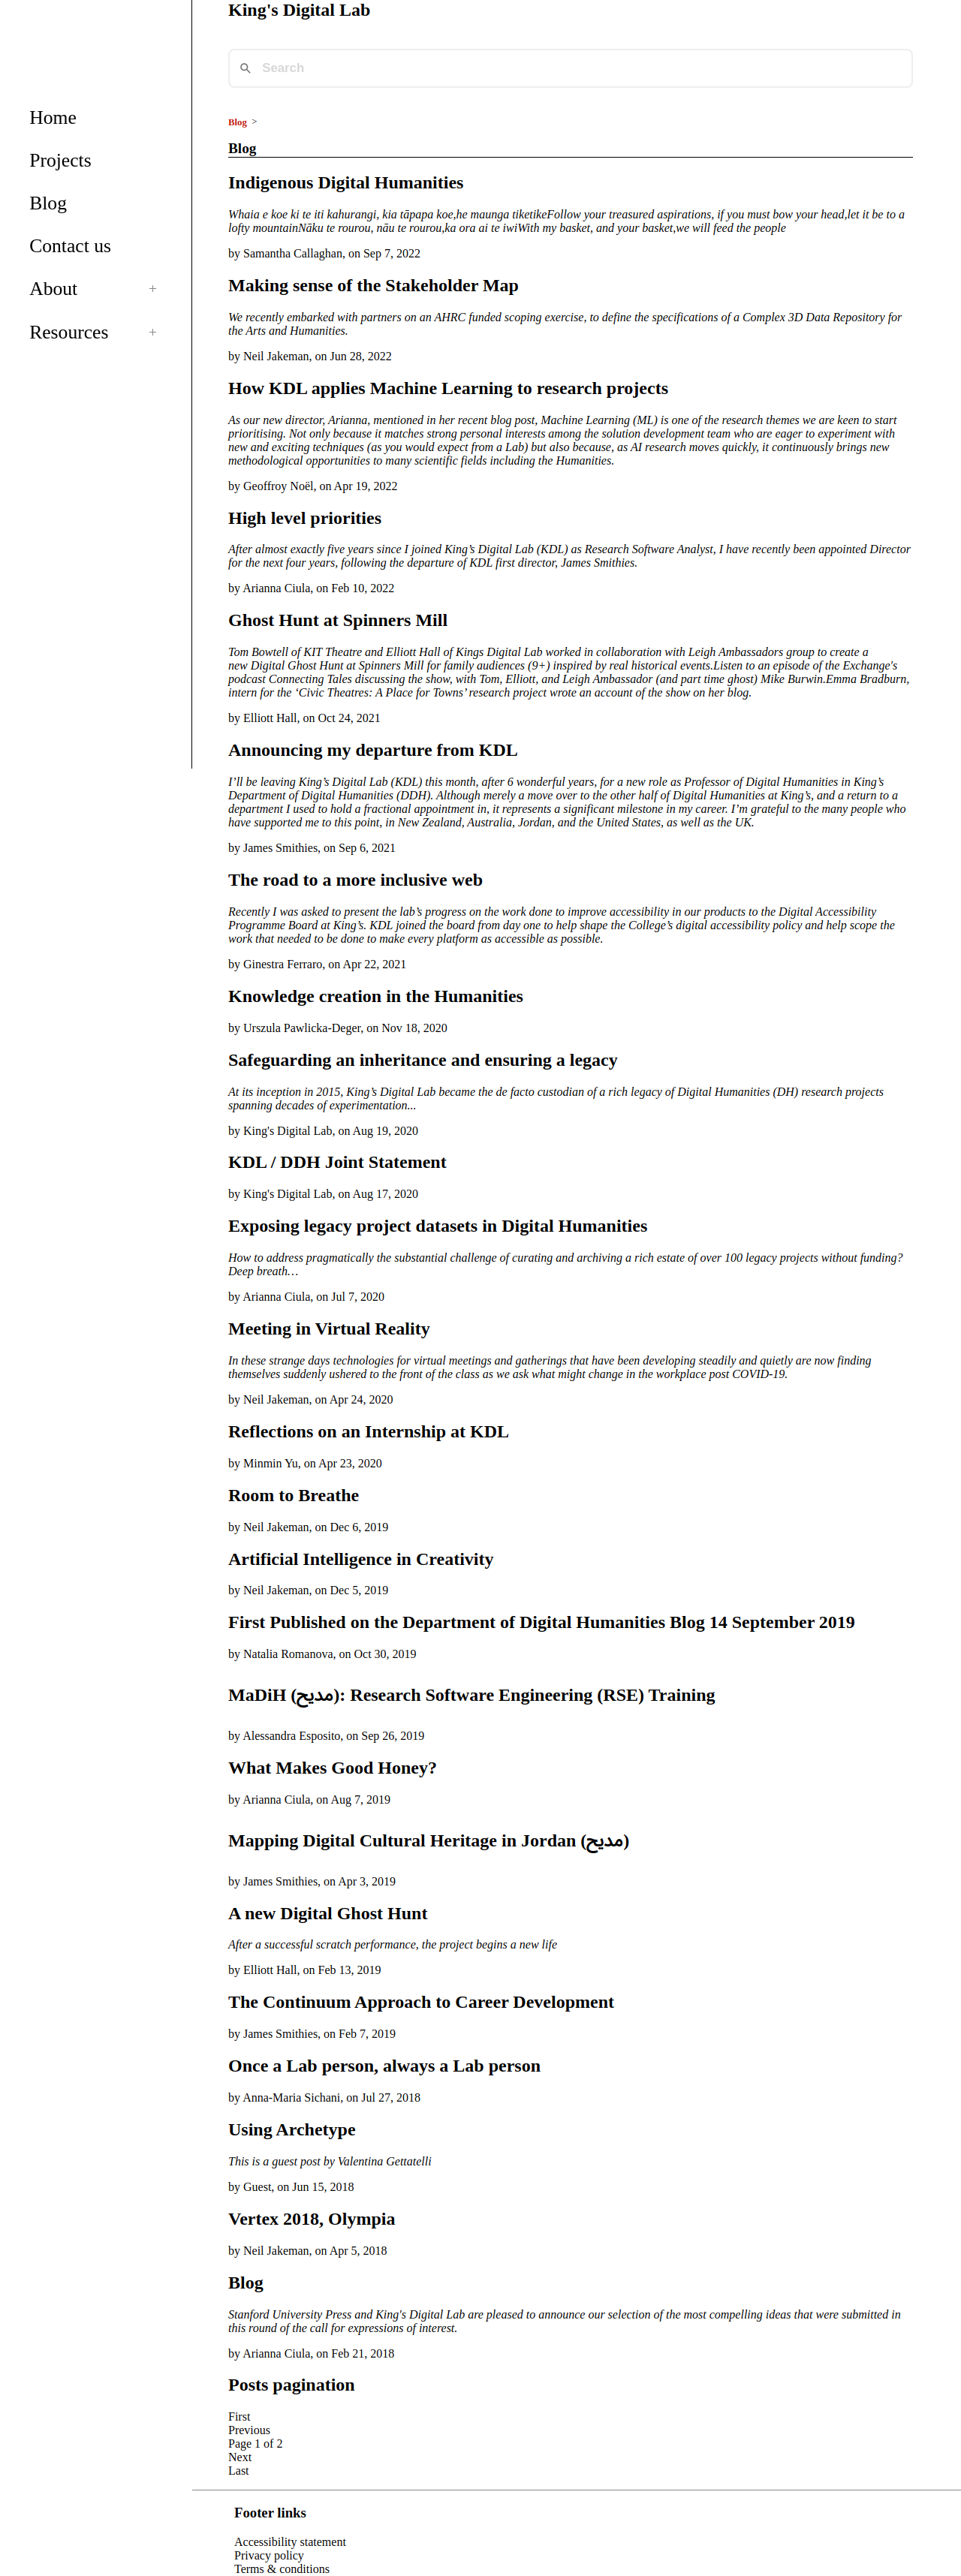 King's Digital Lab
Search
Home
Projects
Blog
Contact us
About +
Resources +
Blog >
Blog
Indigenous Digital Humanities
Whaia e koe ki te iti kahurangi, kia tāpapa koe,he maunga tiketikeFollow your treasured aspirations, if you must bow your head,let it be to a
lofty mountainNāku te rourou, nāu te rourou,ka ora ai te iwiWith my basket, and your basket,we will feed the people
by Samantha Callaghan, on Sep 7, 2022
Making sense of the Stakeholder Map
We recently embarked with partners on an AHRC funded scoping exercise, to define the specifications of a Complex 3D Data Repository for
the Arts and Humanities.
by Neil Jakeman, on Jun 28, 2022
How KDL applies Machine Learning to research projects
As our new director, Arianna, mentioned in her recent blog post, Machine Learning (ML) is one of the research themes we are keen to start
prioritising. Not only because it matches strong personal interests among the solution development team who are eager to experiment with
new and exciting techniques (as you would expect from a Lab) but also because, as AI research moves quickly, it continuously brings new
methodological opportunities to many scientific fields including the Humanities.
by Geoffroy Noël, on Apr 19, 2022
High level priorities
After almost exactly five years since I joined King’s Digital Lab (KDL) as Research Software Analyst, I have recently been appointed Director
for the next four years, following the departure of KDL first director, James Smithies.
by Arianna Ciula, on Feb 10, 2022
Ghost Hunt at Spinners Mill
Tom Bowtell of KIT Theatre and Elliott Hall of Kings Digital Lab worked in collaboration with Leigh Ambassadors group to create a
new Digital Ghost Hunt at Spinners Mill for family audiences (9+) inspired by real historical events.Listen to an episode of the Exchange's
podcast Connecting Tales discussing the show, with Tom, Elliott, and Leigh Ambassador (and part time ghost) Mike Burwin.Emma Bradburn,
intern for the ‘Civic Theatres: A Place for Towns’ research project wrote an account of the show on her blog.
by Elliott Hall, on Oct 24, 2021
Announcing my departure from KDL
I’ll be leaving King’s Digital Lab (KDL) this month, after 6 wonderful years, for a new role as Professor of Digital Humanities in King’s
Department of Digital Humanities (DDH). Although merely a move over to the other half of Digital Humanities at King’s, and a return to a
department I used to hold a fractional appointment in, it represents a significant milestone in my career. I’m grateful to the many people who
have supported me to this point, in New Zealand, Australia, Jordan, and the United States, as well as the UK.
by James Smithies, on Sep 6, 2021
The road to a more inclusive web
Recently I was asked to present the lab’s progress on the work done to improve accessibility in our products to the Digital Accessibility
Programme Board at King’s. KDL joined the board from day one to help shape the College’s digital accessibility policy and help scope the
work that needed to be done to make every platform as accessible as possible.
by Ginestra Ferraro, on Apr 22, 2021
Knowledge creation in the Humanities
by Urszula Pawlicka-Deger, on Nov 18, 2020
Safeguarding an inheritance and ensuring a legacy
At its inception in 2015, King’s Digital Lab became the de facto custodian of a rich legacy of Digital Humanities (DH) research projects
spanning decades of experimentation...
by King's Digital Lab, on Aug 19, 2020
KDL / DDH Joint Statement
by King's Digital Lab, on Aug 17, 2020
Exposing legacy project datasets in Digital Humanities
How to address pragmatically the substantial challenge of curating and archiving a rich estate of over 100 legacy projects without funding?
Deep breath…
by Arianna Ciula, on Jul 7, 2020
Meeting in Virtual Reality
In these strange days technologies for virtual meetings and gatherings that have been developing steadily and quietly are now finding
themselves suddenly ushered to the front of the class as we ask what might change in the workplace post COVID-19.
by Neil Jakeman, on Apr 24, 2020
Reflections on an Internship at KDL
by Minmin Yu, on Apr 23, 2020
Room to Breathe
by Neil Jakeman, on Dec 6, 2019
Artificial Intelligence in Creativity
by Neil Jakeman, on Dec 5, 2019
First Published on the Department of Digital Humanities Blog 14 September 2019
by Natalia Romanova, on Oct 30, 2019
MaDiH (مديح): Research Software Engineering (RSE) Training
by Alessandra Esposito, on Sep 26, 2019
What Makes Good Honey?
by Arianna Ciula, on Aug 7, 2019
Mapping Digital Cultural Heritage in Jordan (مديح)
by James Smithies, on Apr 3, 2019
A new Digital Ghost Hunt
After a successful scratch performance, the project begins a new life
by Elliott Hall, on Feb 13, 2019
The Continuum Approach to Career Development
by James Smithies, on Feb 7, 2019
Once a Lab person, always a Lab person
by Anna-Maria Sichani, on Jul 27, 2018
Using Archetype
This is a guest post by Valentina Gettatelli
by Guest, on Jun 15, 2018
Vertex 2018, Olympia
by Neil Jakeman, on Apr 5, 2018
Blog
Stanford University Press and King's Digital Lab are pleased to announce our selection of the most compelling ideas that were submitted in
this round of the call for expressions of interest.
by Arianna Ciula, on Feb 21, 2018
Posts pagination
First
Previous
Page 1 of 2
Next
Last
Footer links
Accessibility statement
Privacy policy
Terms & conditions